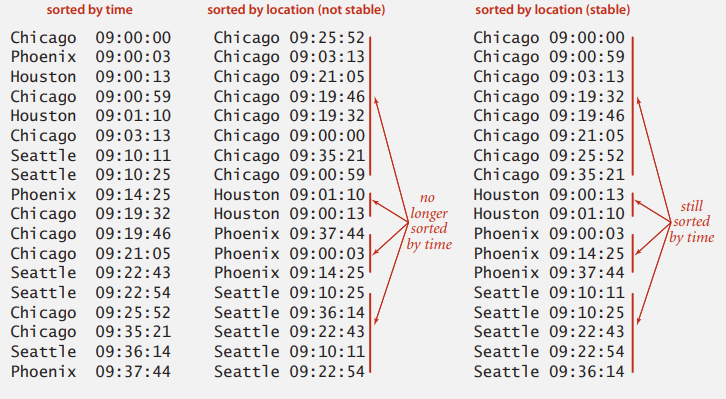 sorted by time
Chicago 09:00:00
Phoenix 09:00:03
Houston 09:00:13
Chicago 09:00:59
Houston 09:01:10
Chicago 09:03:13
Seattle 09:10:11
Seattle 09:10:25
Phoenix 09:14:25
Chicago 09:19:32
Chicago 09:19:46
Chicago 09:21:05
Seattle 09:22:43
Seattle 09:22:54
Chicago 09:25:52
Chicago 09:35:21
Seattle 09:36:14
Phoenix 09:37:44
sorted by location (not stable)
Chicago 09:25:52
Chicago 09:03:13
Chicago 09:21:05
Chicago 09:19:46
Chicago 09:19:32
Chicago 09:00:00
Chicago 09:35:21
Chicago 09:00:59
Houston 09:01:10
Houston 09:00:13
Phoenix 09:37:44
Phoenix 09:00:03
Phoenix 09:14:25
Seattle 09:10:25
Seattle 09:36:14
Seattle 09:22:43
Seattle 09:10:11
Seattle 09:22:54
no
longer
sorted
by time
sorted by location (stable)
Chicago 09:00:00
Chicago 09:00:59
Chicago 09:03:13
Chicago 09:19:32
Chicago 09:19:46
Chicago 09:21:05
Chicago 09:25:52
Chicago 09:35:21
Houston 09:00:13
Houston 09:01:10
Phoenix 09:00:03
Phoenix 09:14:25
Phoenix 09:37:44
Seattle 09:10:11
Seattle 09:10:25
Seattle 09:22:43
Seattle 09:22:54
Seattle 09:36:14
still
sorted
by time